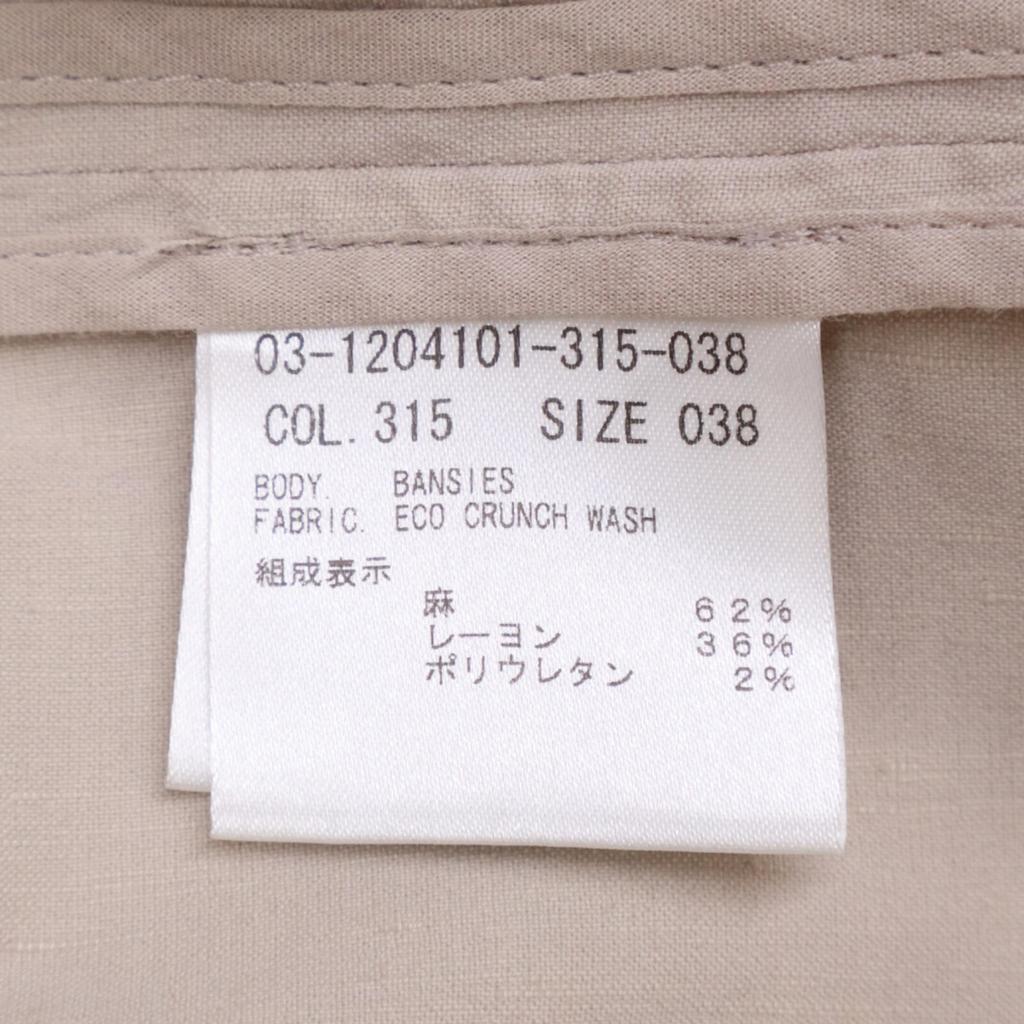 03-1204101-315-038
COL. 315 SIZE 038
BODY. BANSIES
FABRIC. ECO CRUNCH WASH
組成表示
麻 62%
レーヨン 36%
ポリウレタン 2%